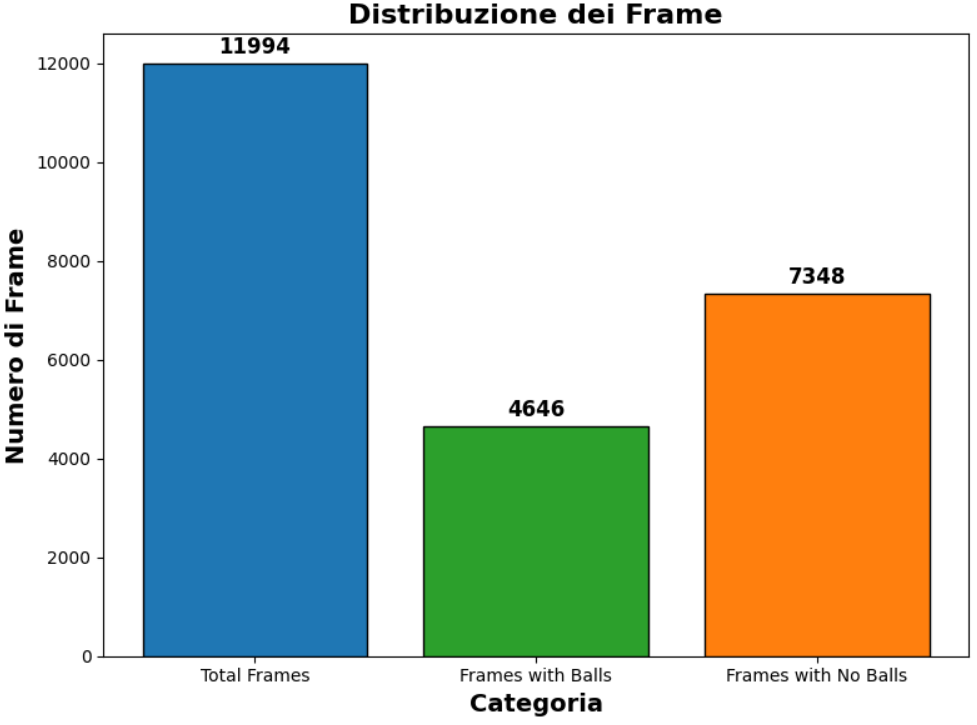 Distribuzione dei Frame
11994
12000
10000
8000
7348
6000
4646
4000
2000
0
Numero di Frame
Total Frames
Frames with Balls
Frames with No Balls
Categoria